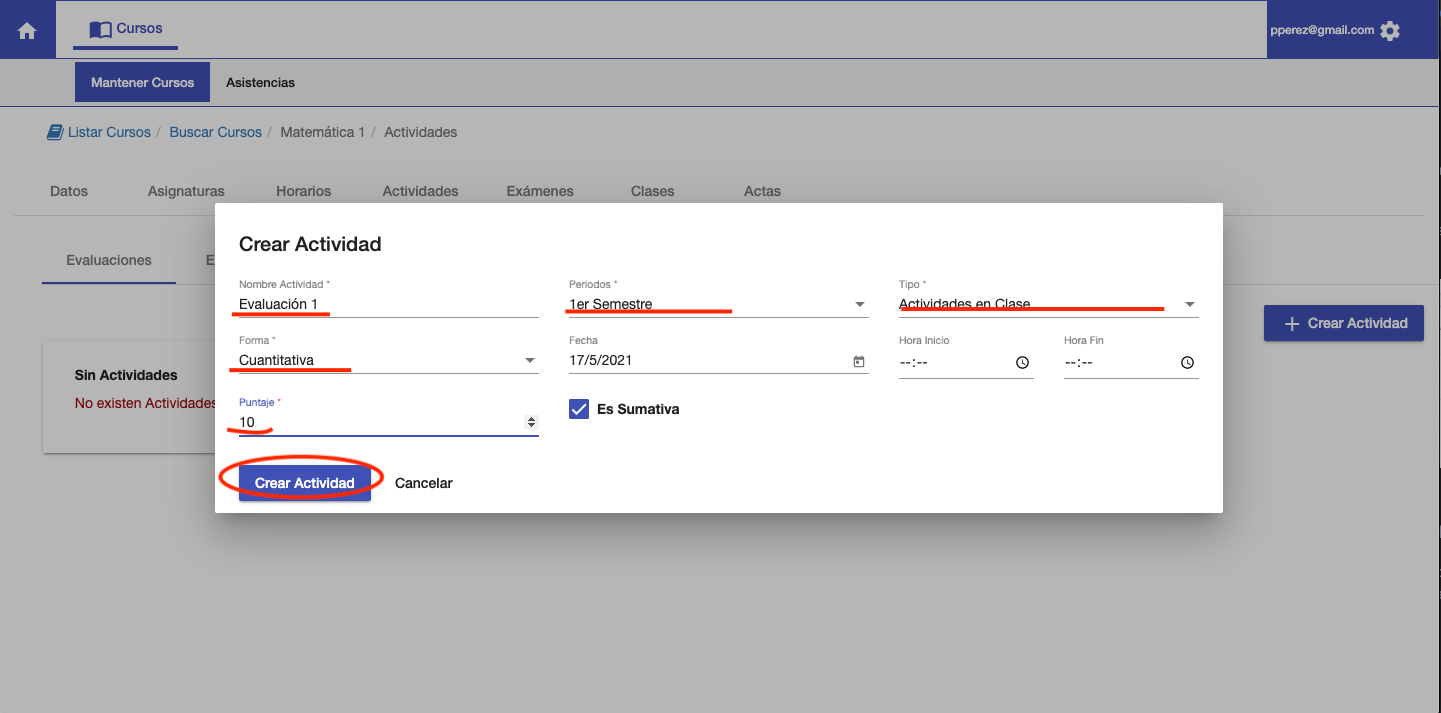 Cursos
pperez@gmail.com
Mantener Cursos Asistencias
Listar Cursos / Buscar Cursos / Matemática 1 / Actividades
Datos Asignaturas Horarios Actividades Exámenes Clases Actas
Evaluaciones E
Crear Actividad
Sin Actividades
No existen Actividades
Crear Actividad
Nombre Actividad * Periodos * Tipo *
Evaluación 1 1er Semestre Actividades en Clase
Forma * Fecha Hora Inicio Hora Fin
Cuantitativa 17/5/2021 --:-- --:--
Puntaje *
10 Es Sumativa
Crear Actividad Cancelar